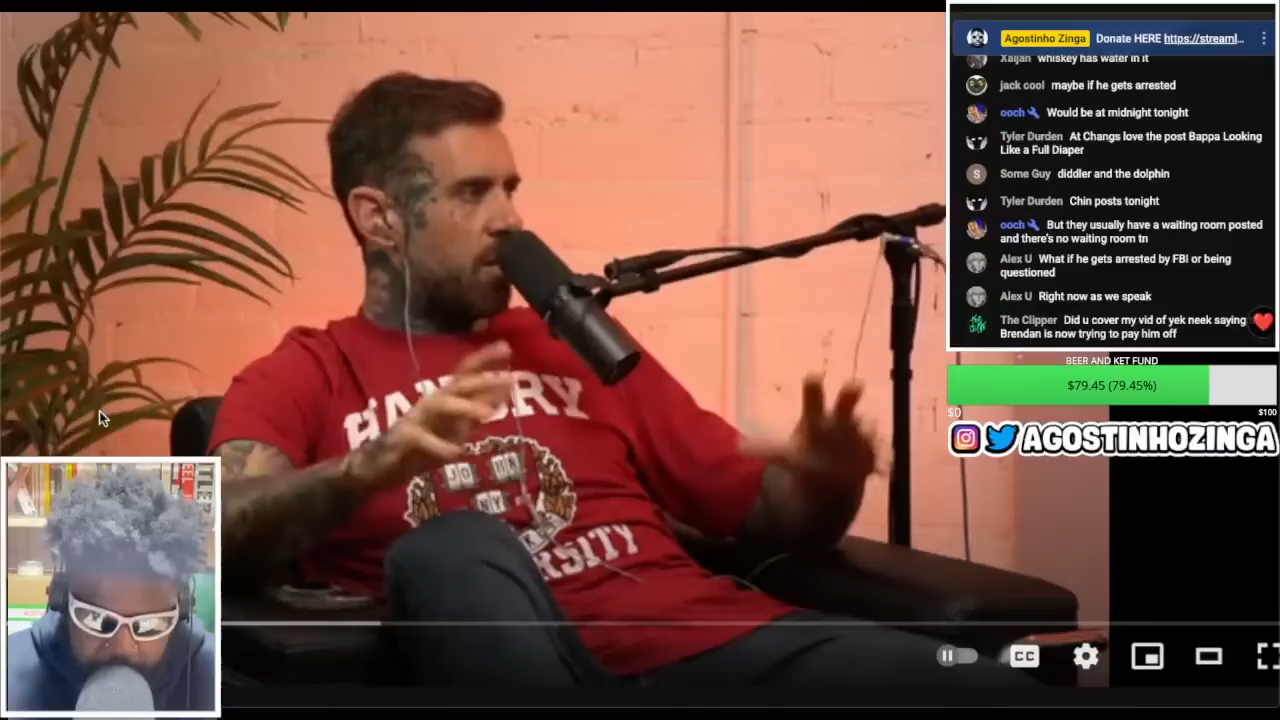 Agostinho Zinga Donate HERE https://streaml...
Xaijan whiskey has water in it
jack cool maybe if he gets arrested
ooch Would be at midnight tonight
Tyler Durden At Changs love the post Bappa Looking
Like a Full Diaper
S Some Guy diddler and the dolphin
Tyler Durden Chin posts tonight
ooch But they usually have a waiting room posted
and there's no waiting room tn
Alex U What if he gets arrested by FBI or being
questioned
Alex U Right now as we speak
The Clipper Did u cover my vid of yek neek saying
Brendan is now trying to pay him off
BEER AND KET FUND
$79.45 (79.45%)
$0 $100
AGOSTINHOZINGA
JO HN
NY
RSITY
CC